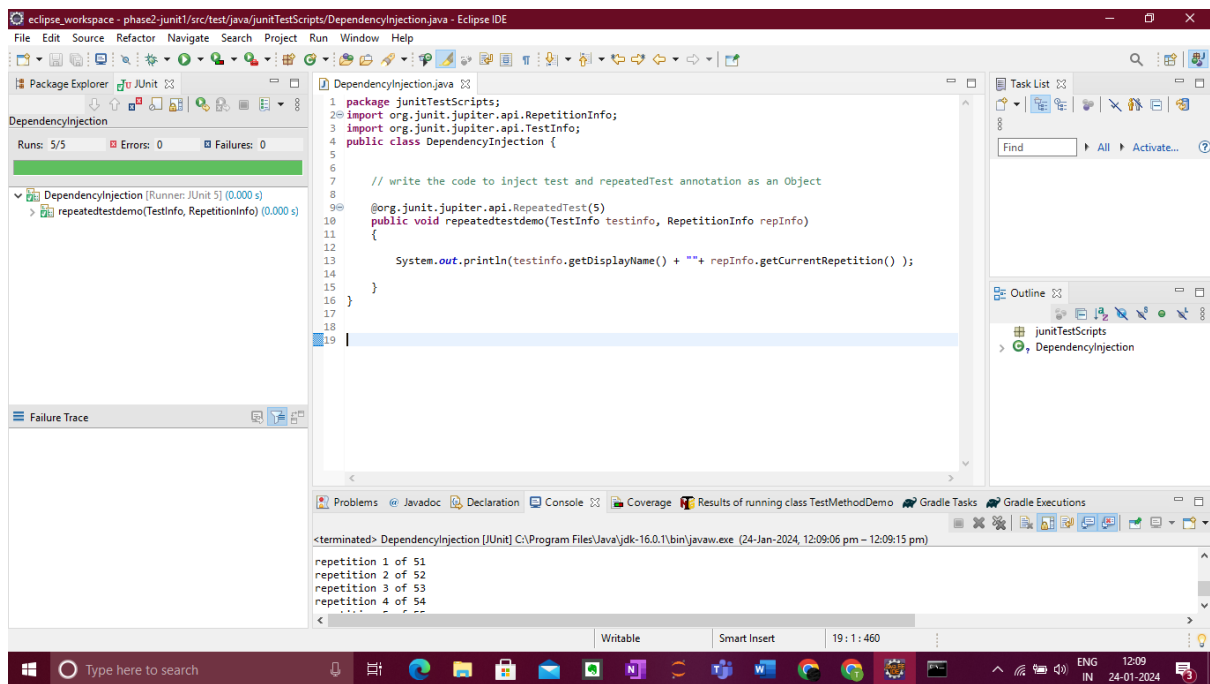 eclipse_workspace - phase2-junit1/src/test/java/junitTestScripts/DependencyInjection.java - Eclipse IDE
File Edit Source Refactor Navigate Search Project Run Window Help
Package Explorer JUnit
DependencyInjection
Runs: 5/5 Errors: 0 Failures: 0
DependencyInjection [Runner: JUnit 5] (0.000 s)
repeatedtestdemo(TestInfo, RepetitionInfo) (0.000 s)
Failure Trace
DependencyInjection.java
1 package junitTestScripts;
2 import org.junit.jupiter.api.RepetitionInfo;
3 import org.junit.jupiter.api.TestInfo;
4 public class DependencyInjection {
5
6
7 // write the code to inject test and repeatedTest annotation as an Object
8
9 @org.junit.jupiter.api.RepeatedTest(5)
10 public void repeatedtestdemo(TestInfo testinfo, RepetitionInfo repInfo)
11 {
12
13 System.out.println(testinfo.getDisplayName() + ""+ repInfo.getCurrentRepetition() );
14
15 }
16 }
17
18
19
Task List
Find All Activate...
Outline
junitTestScripts
DependencyInjection
Problems Javadoc Declaration Console Coverage Results of running class TestMethodDemo Gradle Tasks Gradle Executions
<terminated> DependencyInjection [JUnit] C:\Program Files\Java\jdk-16.0.1\bin\javaw.exe (24-Jan-2024, 12:09:06 pm – 12:09:15 pm)
repetition 1 of 51
repetition 2 of 52
repetition 3 of 53
repetition 4 of 54
Writable Smart Insert 19 : 1 : 460
Type here to search
ENG
IN
12:09
24-01-2024
3